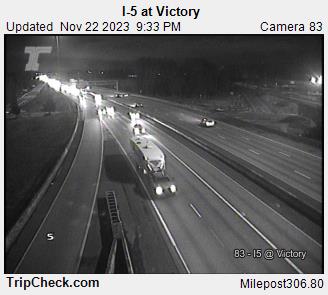 I-5 at Victory
Updated Nov 22 2023 9:33 PM Camera 83
S
83 - I5 @ Victory
TripCheck.com Milepost306.80